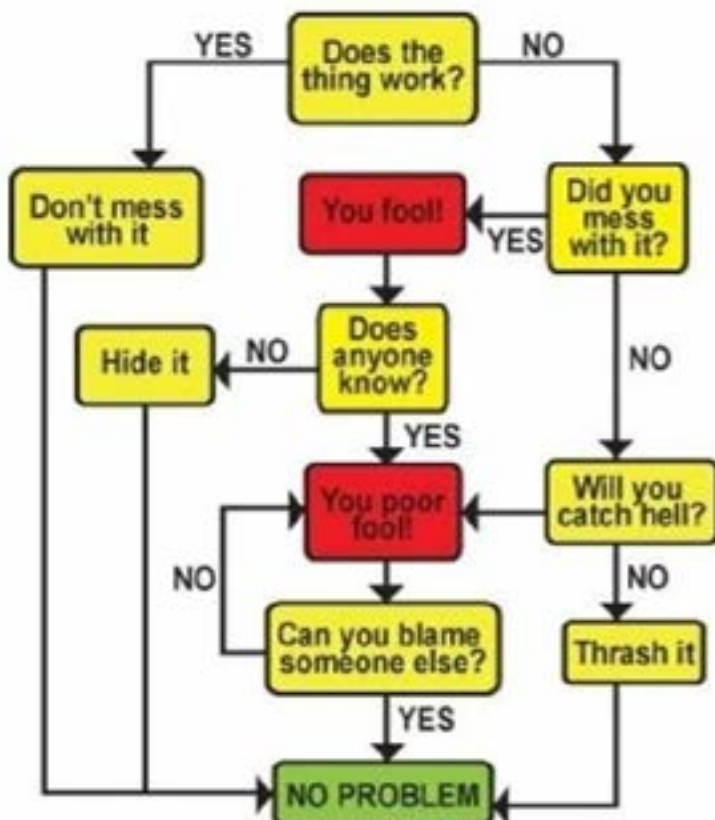 YES
Does the
thing work?
NO
Don't mess
with it
You fool!
YES
Did you
mess
with it?
Hide it
NO
Does
anyone
know?
NO
YES
You poor
fool!
Will you
catch hell?
NO
NO
Can you blame
someone else?
Thrash it
YES
NO PROBLEM